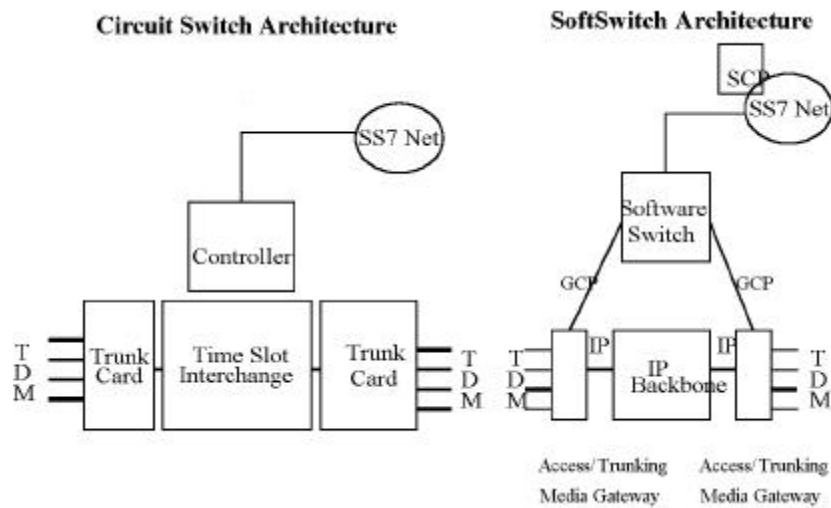 Circuit Switch Architecture
SS7 Net
Controller
T
D
M
Trunk
Card
Time Slot
Interchange
Trunk
Card
T
D
M
SoftSwitch Architecture
SCP
SS7 Net
Software
Switch
GCP
GCP
T
D
M
IP
IP
Backbone
IP
T
D
M
Access/Trunking
Media Gateway
Access/Trunking
Media Gateway